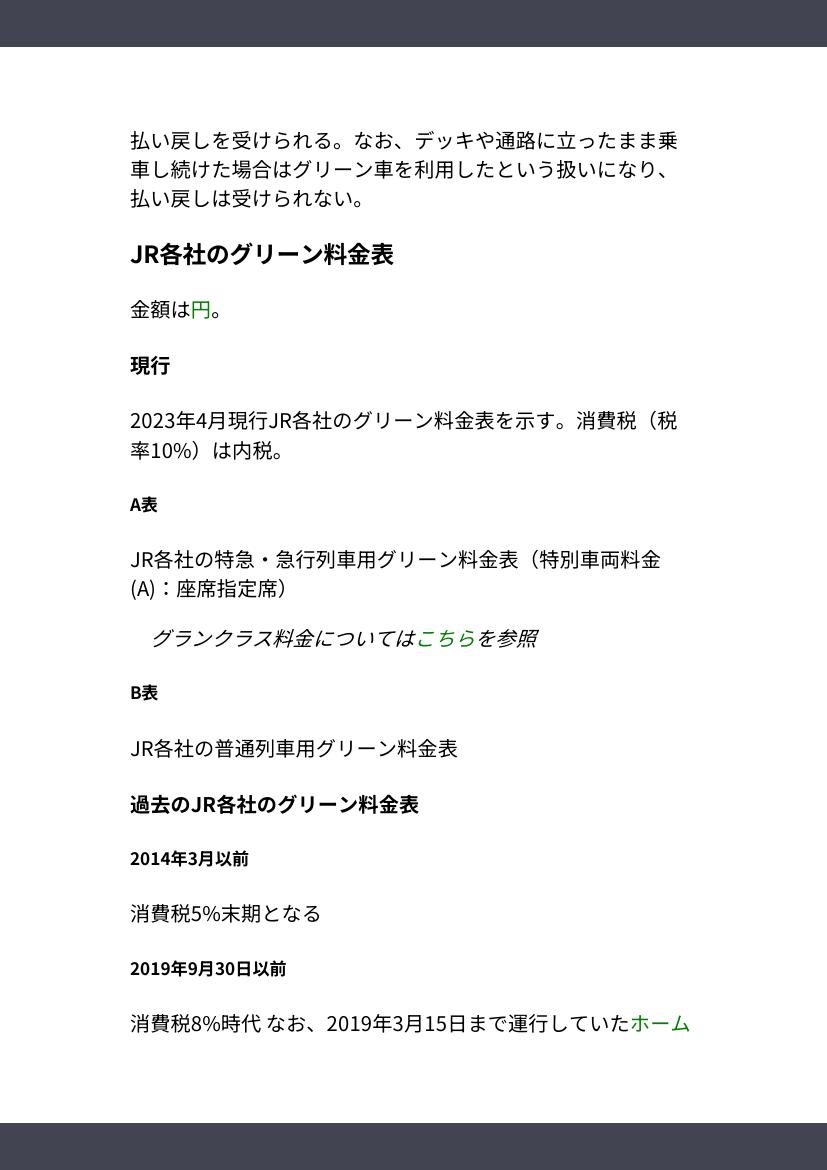 払い戻しを受けられる。なお、デッキや通路に立ったまま乗
車し続けた場合はグリーン車を利用したという扱いになり、
払い戻しは受けられない。
JR各社のグリーン料金表
金額は円。
現行
2023年4月現行JR各社のグリーン料金表を示す。消費税（税
率10%）は内税。
A表
JR各社の特急・急行列車用グリーン料金表（特別車両料金
(A)：座席指定席）
グランクラス料金についてはこちらを参照
B表
JR各社の普通列車用グリーン料金表
過去のJR各社のグリーン料金表
2014年3月以前
消費税5%末期となる
2019年9月30日以前
消費税8%時代 なお、2019年3月15日まで運行していたホーム